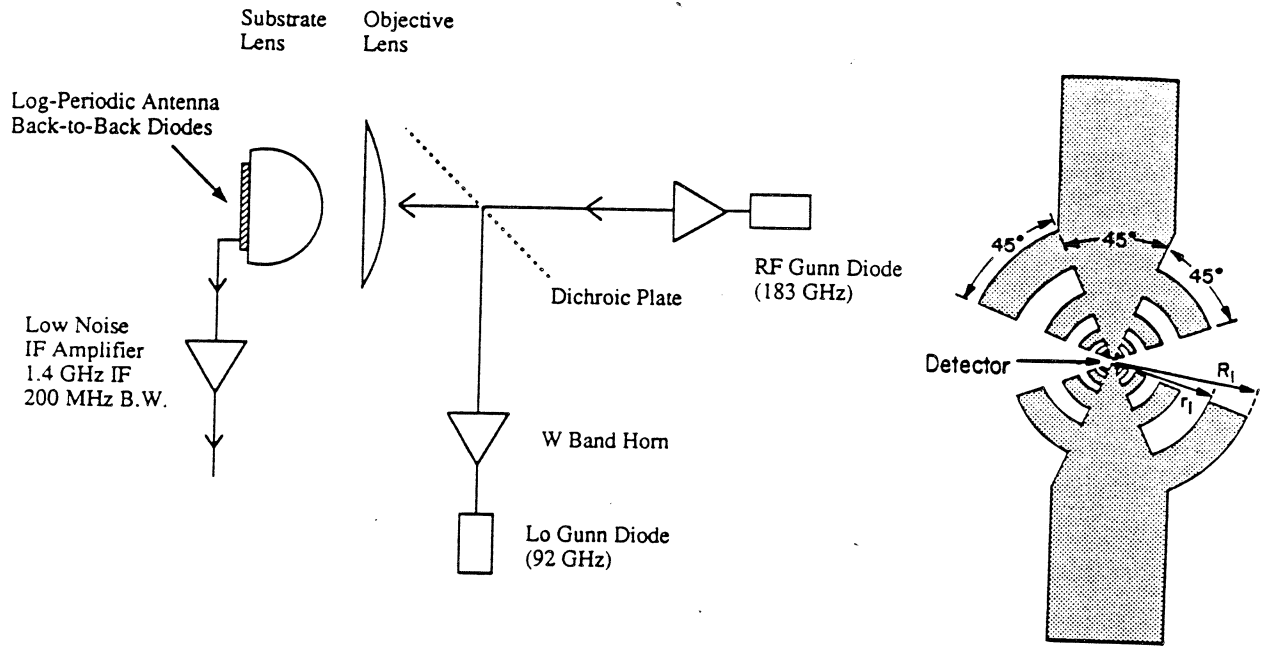 Substrate
Lens
Objective
Lens
Log-Periodic Antenna
Back-to-Back Diodes
RF Gunn Diode
(183 GHz)
Dichroic Plate
Low Noise
IF Amplifier
1.4 GHz IF
200 MHz B.W.
W Band Horn
Lo Gunn Diode
(92 GHz)
45°
45°
45°
Detector
R1
r1